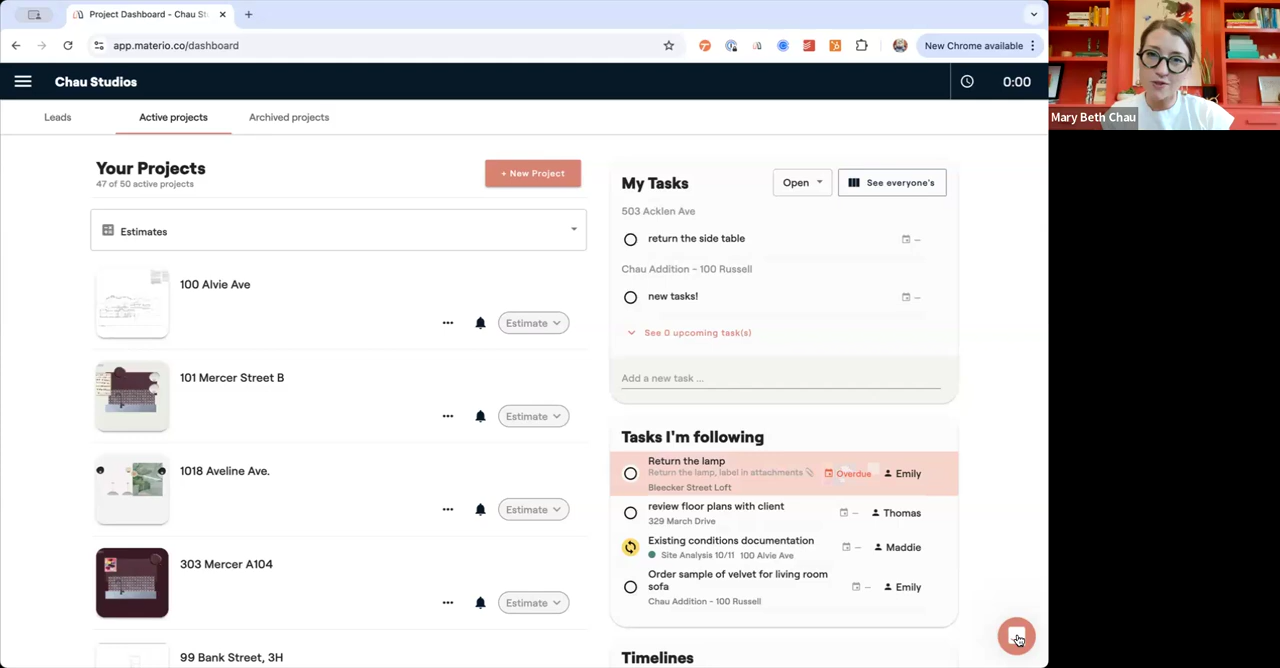 Project Dashboard - Chau St
app.materio.co/dashboard
New Chrome available
Chau Studios
0:00
Leads
Active projects
Archived projects
Your Projects
47 of 50 active projects
+ New Project
Estimates
100 Alvie Ave
Estimate
101 Mercer Street B
Estimate
1018 Aveline Ave.
Estimate
303 Mercer A104
Estimate
99 Bank Street, 3H
My Tasks
Open
See everyone's
503 Acklen Ave
return the side table
–
Chau Addition - 100 Russell
new tasks!
–
See 0 upcoming task(s)
Add a new task ...
Tasks I'm following
Return the lamp
Return the lamp, label in attachments
Overdue
Emily
Bleecker Street Loft
review floor plans with client
–
Thomas
329 March Drive
Existing conditions documentation
–
Maddie
Site Analysis 10/11 100 Alvie Ave
Order sample of velvet for living room
sofa
–
Emily
Chau Addition - 100 Russell
Timelines
Mary Beth Chau